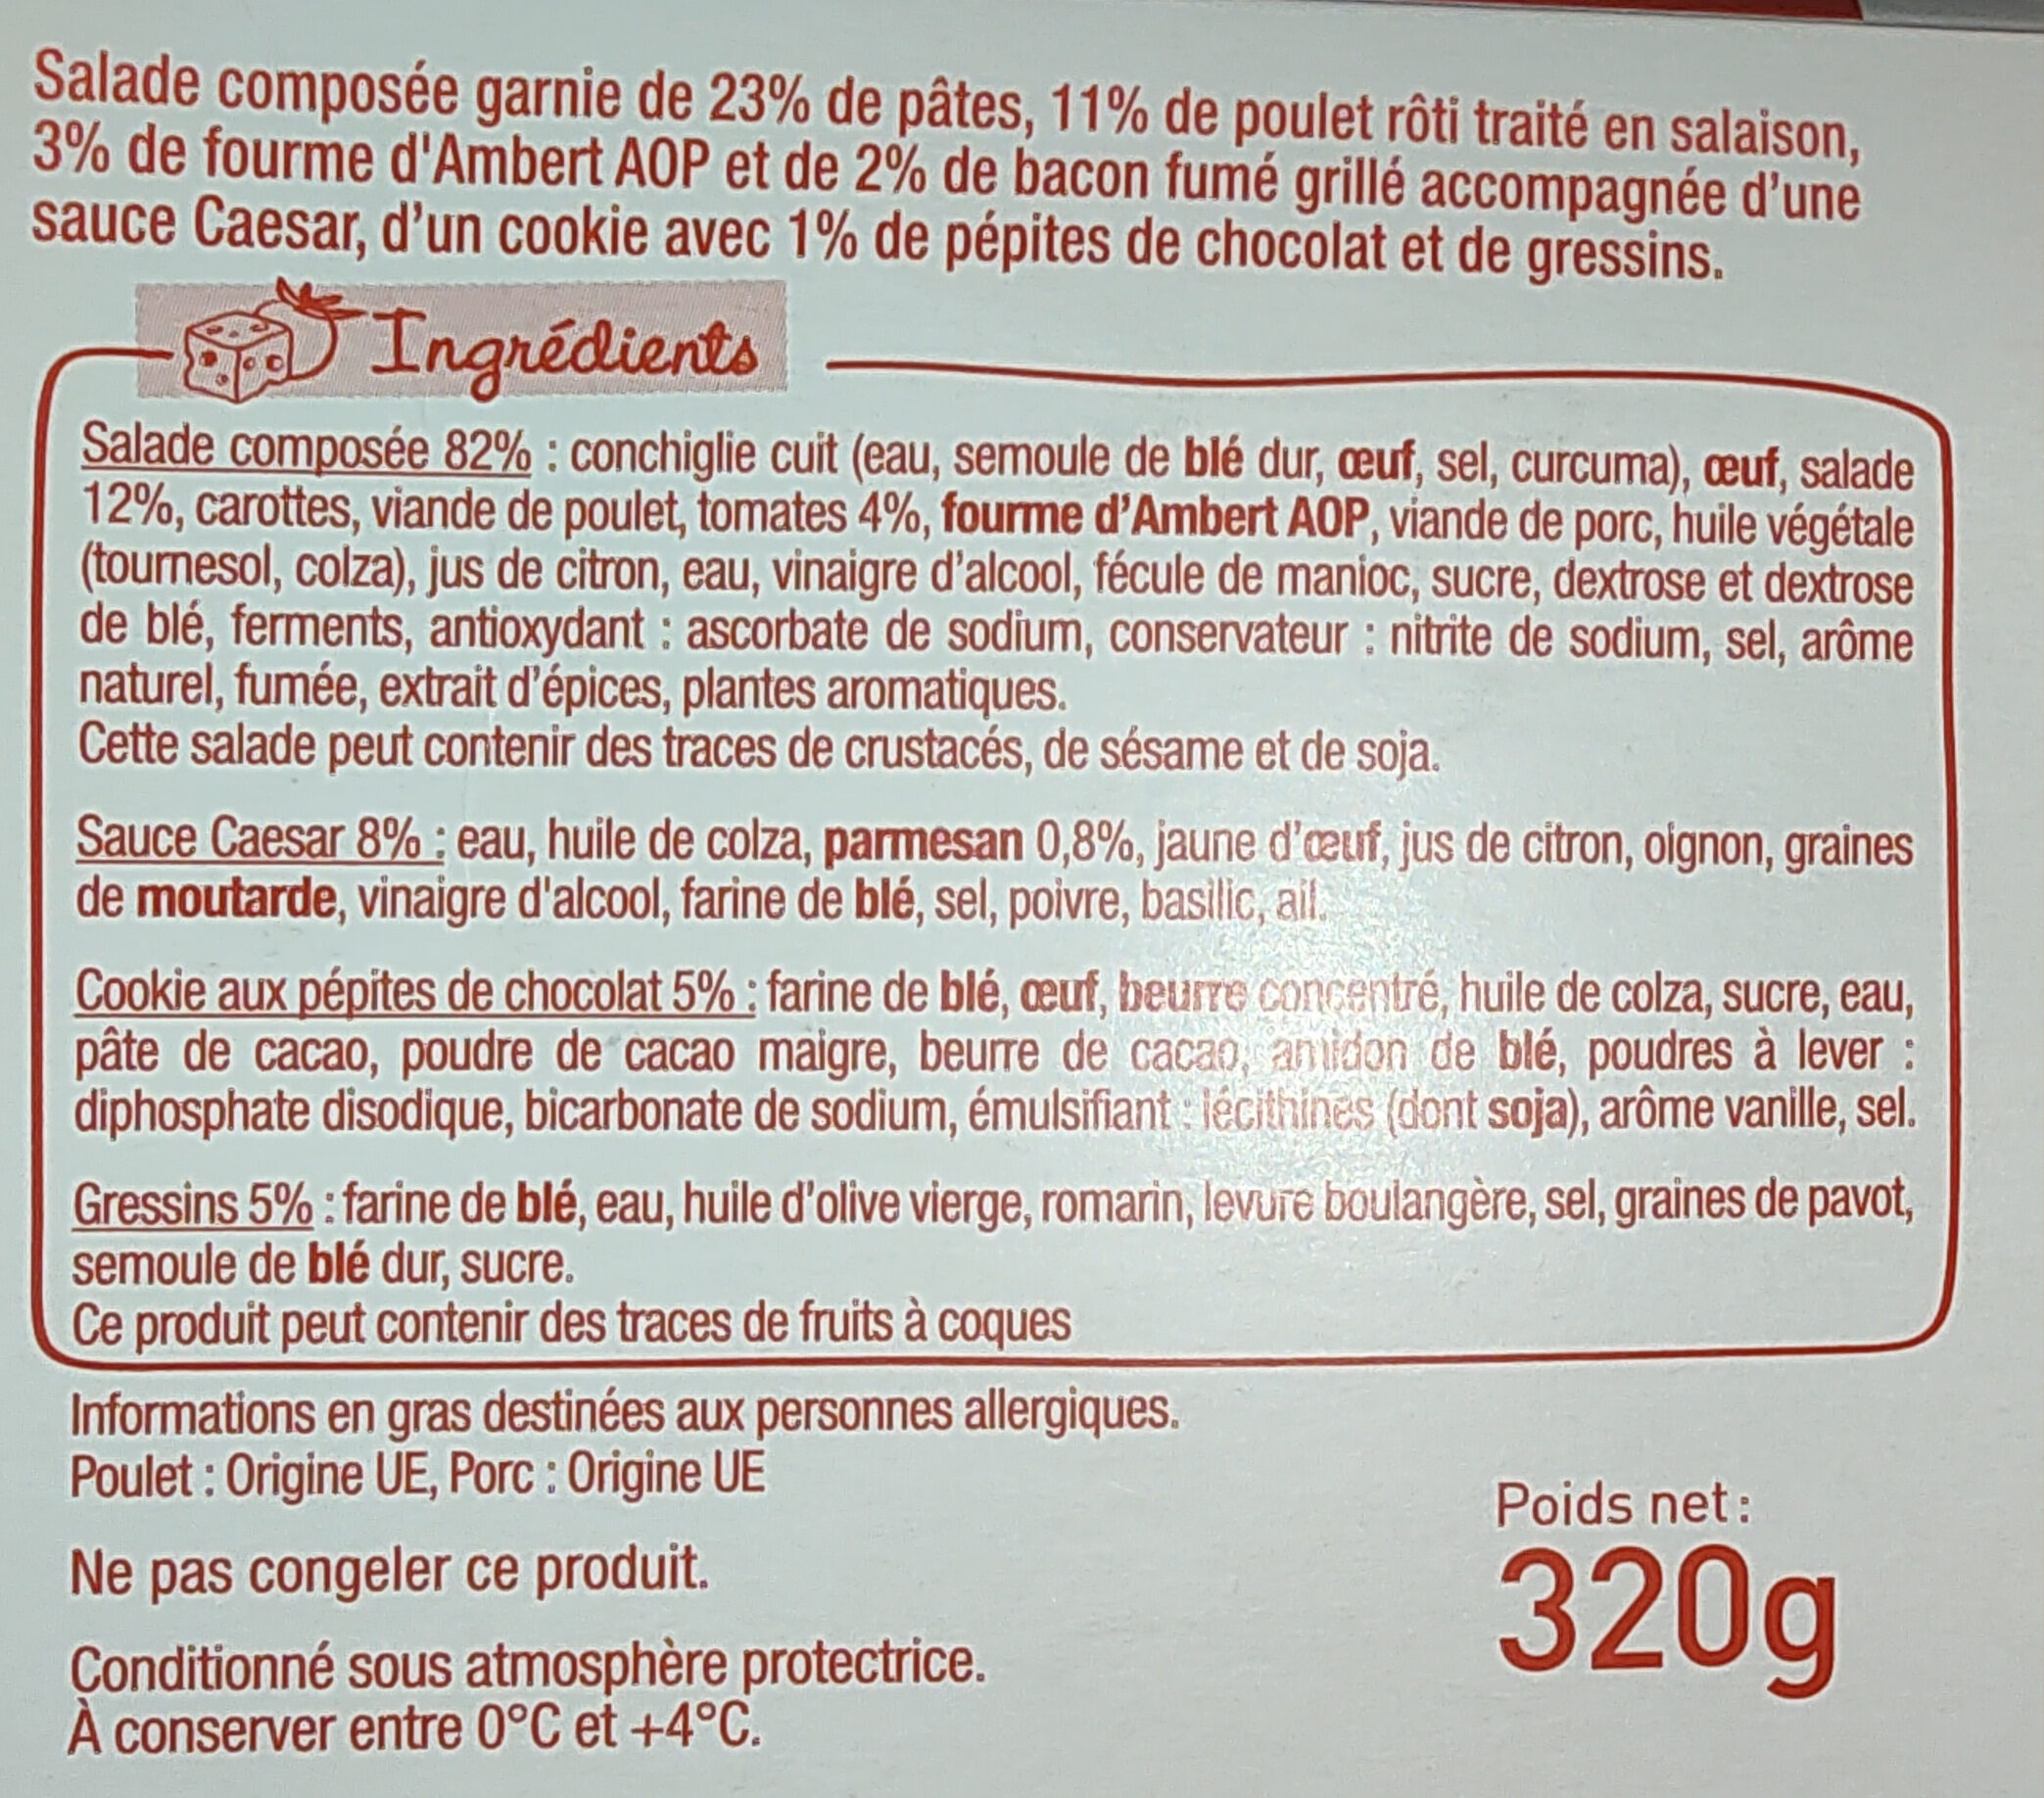 Salade composée garnie de 23% de pâtes, 11% de poulet rôti traité en salaison,
3% de fourme d'Ambert AOP et de 2% de bacon fumé grillé accompagnée d'une
sauce Caesar, d'un cookie avec 1% de pépites de chocolat et de gressins.
Ingrédients
Salade composée 82% : conchiglie cuit (eau, semoule de blé dur, œuf, sel, curcuma), œuf, salade
12%, carottes, viande de poulet, tomates 4%, fourme d'Ambert AOP, viande de porc, huile végétale
(tournesol, colza), jus de citron, eau, vinaigre d'alcool, fécule de manioc, sucre, dextrose et dextrose
de blé, ferments, antioxydant : ascorbate de sodium, conservateur : nitrite de sodium, sel, arôme
naturel, fumée, extrait d'épices, plantes aromatiques.
Cette salade peut contenir des traces de crustacés, de sésame et de soja.
Sauce Caesar 8% : eau, huile de colza, parmesan 0,8%, jaune d'œuf, jus de citron, oignon, graines
de moutarde, vinaigre d'alcool, farine de blé, sel, poivre, basilic, ail.
Cookie aux pépites de chocolat 5% : farine de blé, œuf, beurre concentré, huile de colza, sucre, eau,
pâte de cacao, poudre de cacao maigre, beurre de cacao, amidon de blé, poudres à lever :
diphosphate disodique, bicarbonate de sodium, émulsifiant : lécithines (dont soja), arôme vanille, sel.
Gressins 5% : farine de blé, eau, huile d'olive vierge, romarin, levure boulangère, sel, graines de pavot,
semoule de blé dur, sucre.
Ce produit peut contenir des traces de fruits à coques
Informations en gras destinées aux personnes allergiques.
Poulet : Origine UE, Porc : Origine UE
Ne pas congeler ce produit.
Conditionné sous atmosphère protectrice.
À conserver entre 0°C et +4°C.
Poids net :
320g